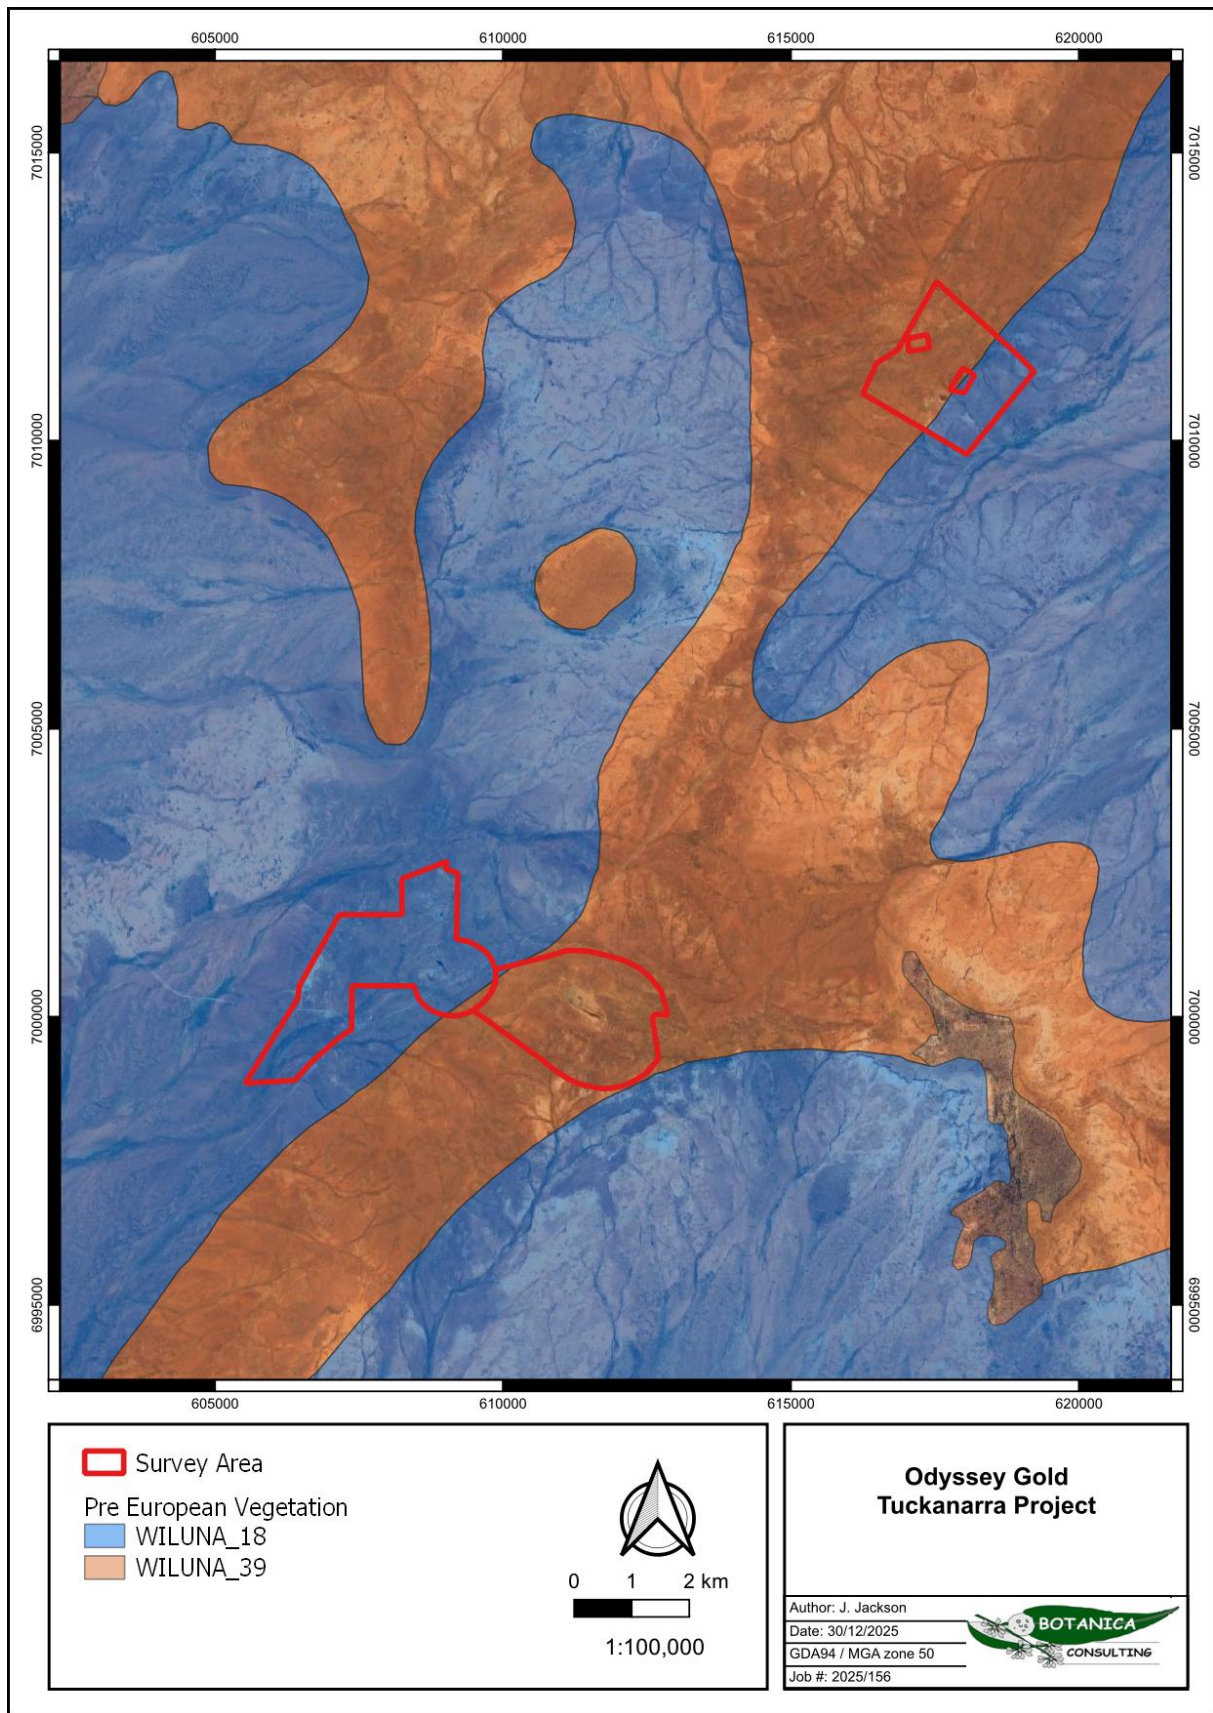 605000 610000 615000 620000
7015000 7015000
7010000 7010000
7005000 7005000
7000000 7000000
6995000 6995000
605000 610000 615000 620000
Survey Area
Pre European Vegetation
WILUNA_18
WILUNA_39
0 1 2 km
1:100,000
Odyssey Gold
Tuckanarra Project
Author: J. Jackson
Date: 30/12/2025
GDA94 / MGA zone 50
Job #: 2025/156
BOTANICA
CONSULTING